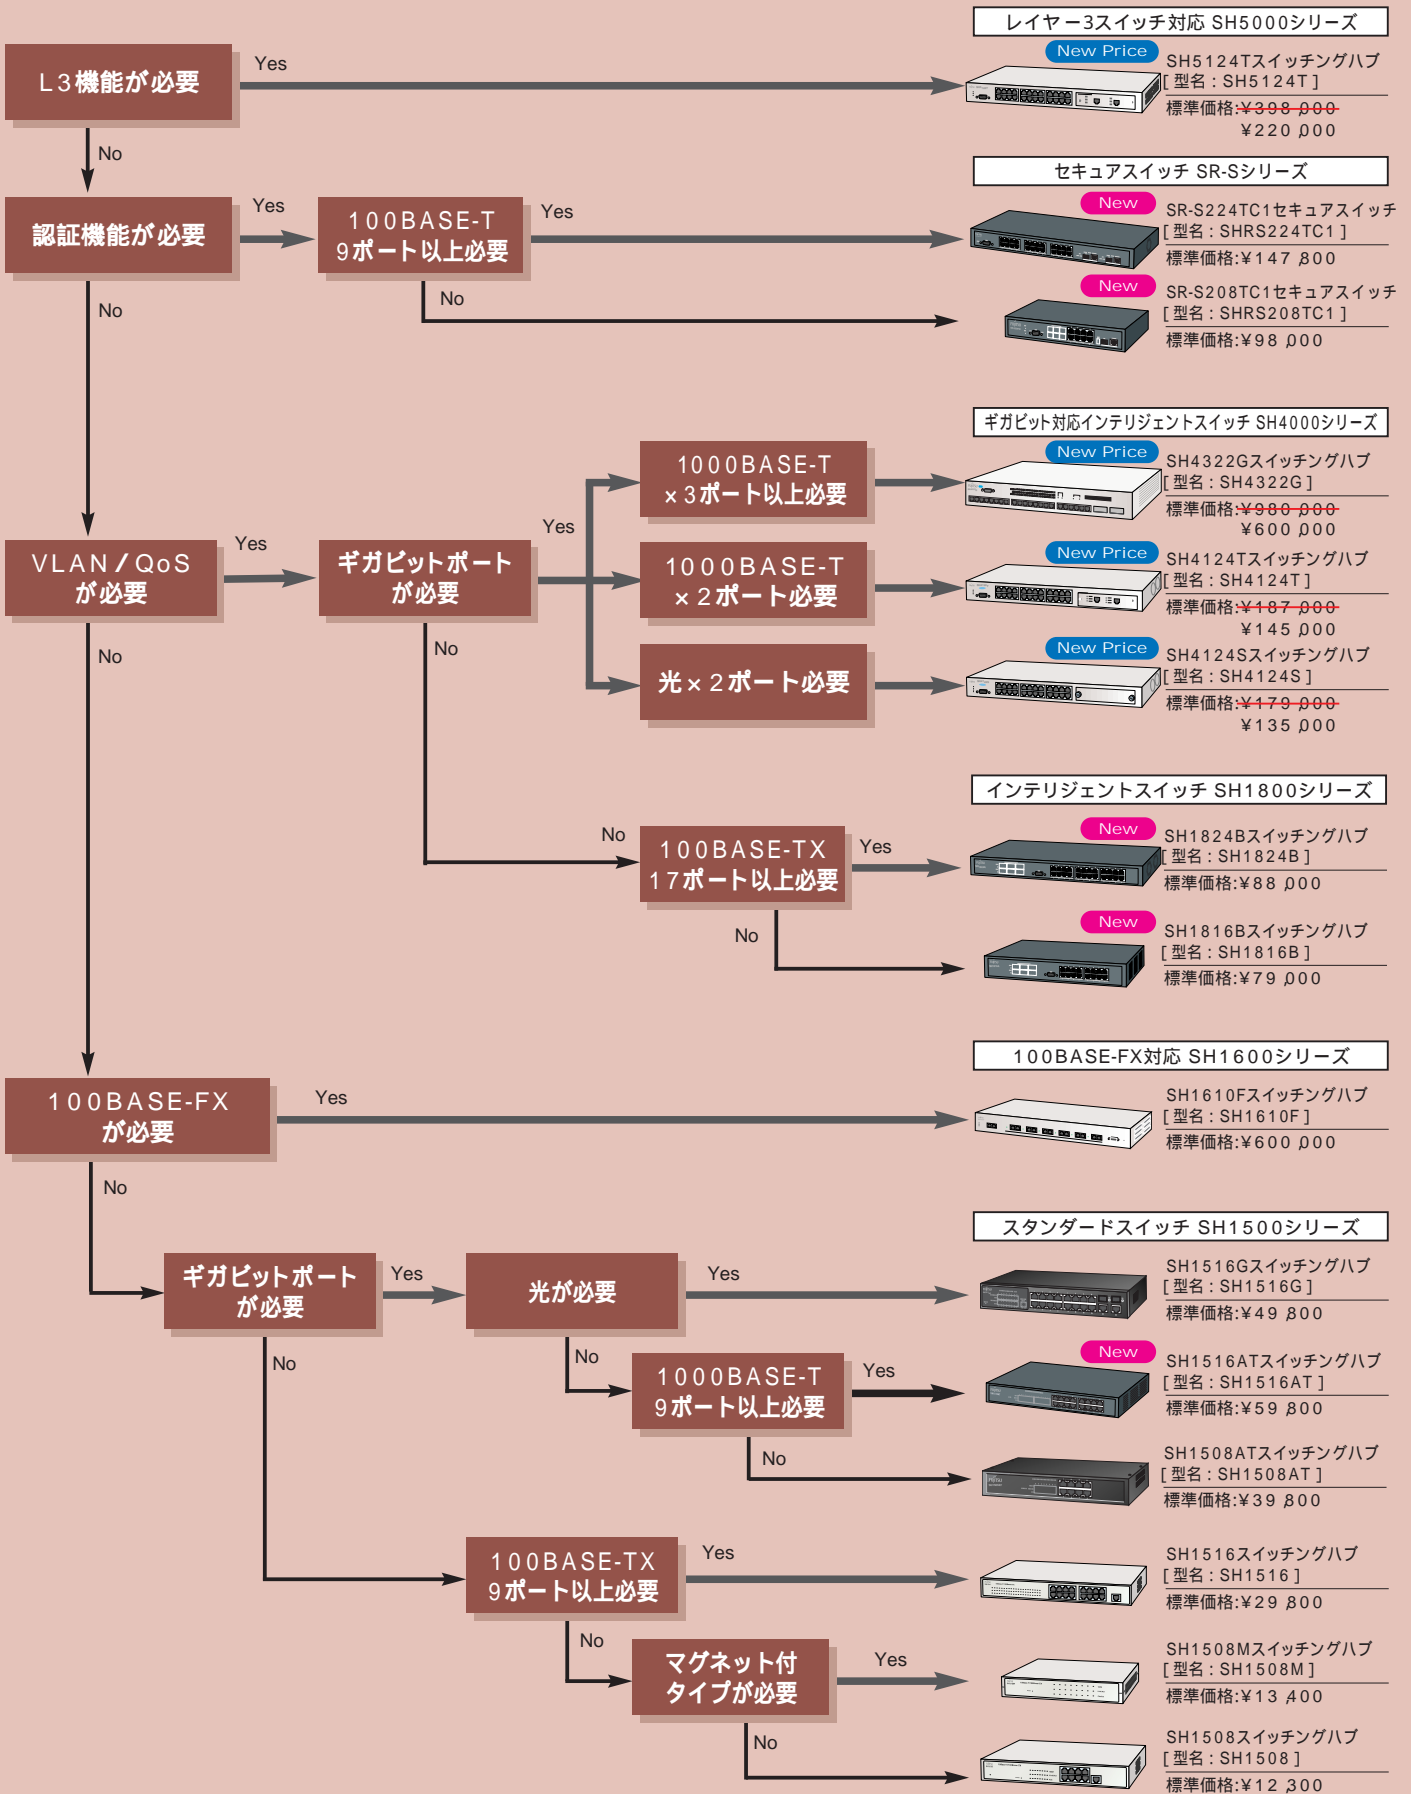 レイヤー3スイッチ対応 SH5000シリーズ
New Price
L3機能が必要
Yes
SH5124Tスイッチングハブ
[型名：SH5124T]
標準価格:¥398,000
¥220,000
No
セキュアスイッチ SR-Sシリーズ
認証機能が必要
Yes
100BASE-T
9ポート以上必要
Yes
New
SR-S224TC1セキュアスイッチ
[型名：SHRS224TC1]
標準価格:¥147,800
No
No
New
SR-S208TC1セキュアスイッチ
[型名：SHRS208TC1]
標準価格:¥98,000
ギガビット対応インテリジェントスイッチ SH4000シリーズ
1000BASE-T
×3ポート以上必要
New Price
SH4322Gスイッチングハブ
[型名：SH4322G]
標準価格:¥980,000
¥600,000
VLAN/QoS
が必要
Yes
ギガビットポート
が必要
Yes
1000BASE-T
×2ポート必要
New Price
SH4124Tスイッチングハブ
[型名：SH4124T]
標準価格:¥187,000
¥145,000
No
No
光×2ポート必要
New Price
SH4124Sスイッチングハブ
[型名：SH4124S]
標準価格:¥179,000
¥135,000
インテリジェントスイッチ SH1800シリーズ
No
100BASE-TX
17ポート以上必要
Yes
New
SH1824Bスイッチングハブ
[型名：SH1824B]
標準価格:¥88,000
No
New
SH1816Bスイッチングハブ
[型名：SH1816B]
標準価格:¥79,000
100BASE-FX対応 SH1600シリーズ
100BASE-FX
が必要
Yes
SH1610Fスイッチングハブ
[型名：SH1610F]
標準価格:¥600,000
No
スタンダードスイッチ SH1500シリーズ
ギガビットポート
が必要
Yes
光が必要
Yes
SH1516Gスイッチングハブ
[型名：SH1516G]
標準価格:¥49,800
No
No
1000BASE-T
9ポート以上必要
Yes
New
SH1516ATスイッチングハブ
[型名：SH1516AT]
標準価格:¥59,800
No
SH1508ATスイッチングハブ
[型名：SH1508AT]
標準価格:¥39,800
100BASE-TX
9ポート以上必要
Yes
SH1516スイッチングハブ
[型名：SH1516]
標準価格:¥29,800
No
マグネット付
タイプが必要
Yes
SH1508Mスイッチングハブ
[型名：SH1508M]
標準価格:¥13,400
No
SH1508スイッチングハブ
[型名：SH1508]
標準価格:¥12,300